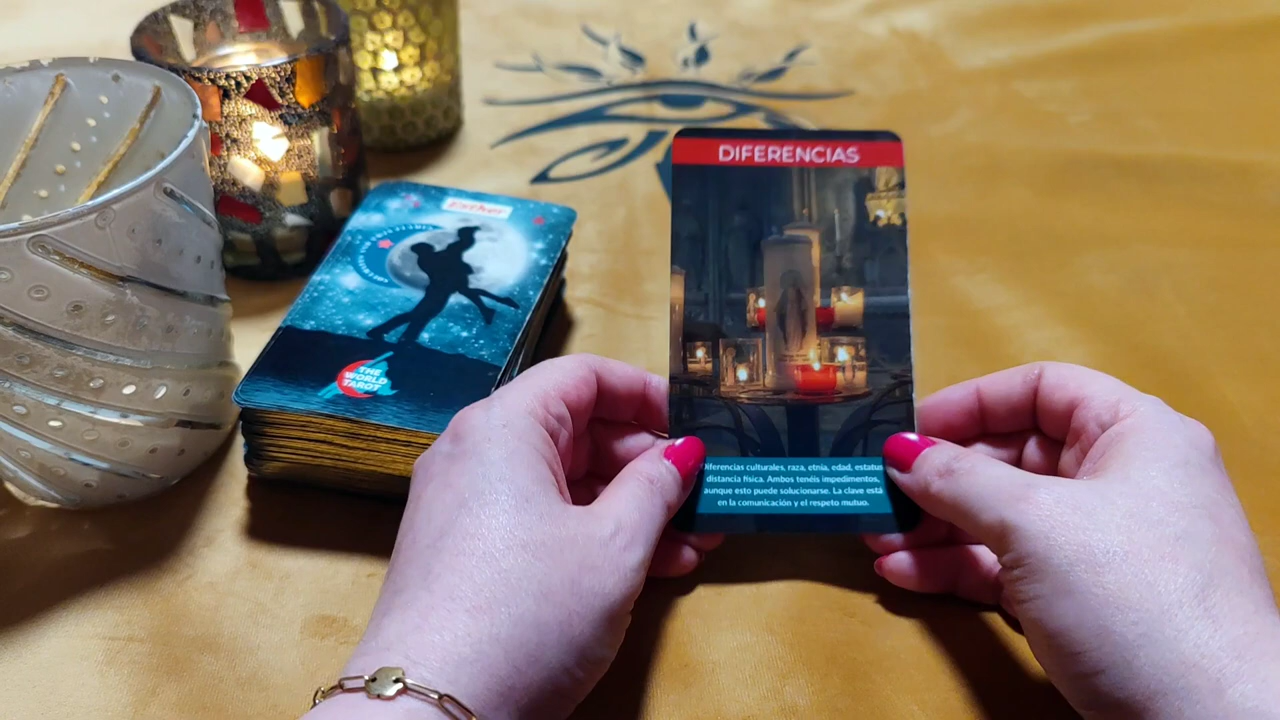 DIFERENCIAS
Diferencias culturales, raza, etnia, edad, estatus
distancia física. Ambos tenéis impedimentos,
aunque esto puede solucionarse. La clave está
en la comunicación y el respeto mutuo.
Esther
THE
WORLD
TAROT